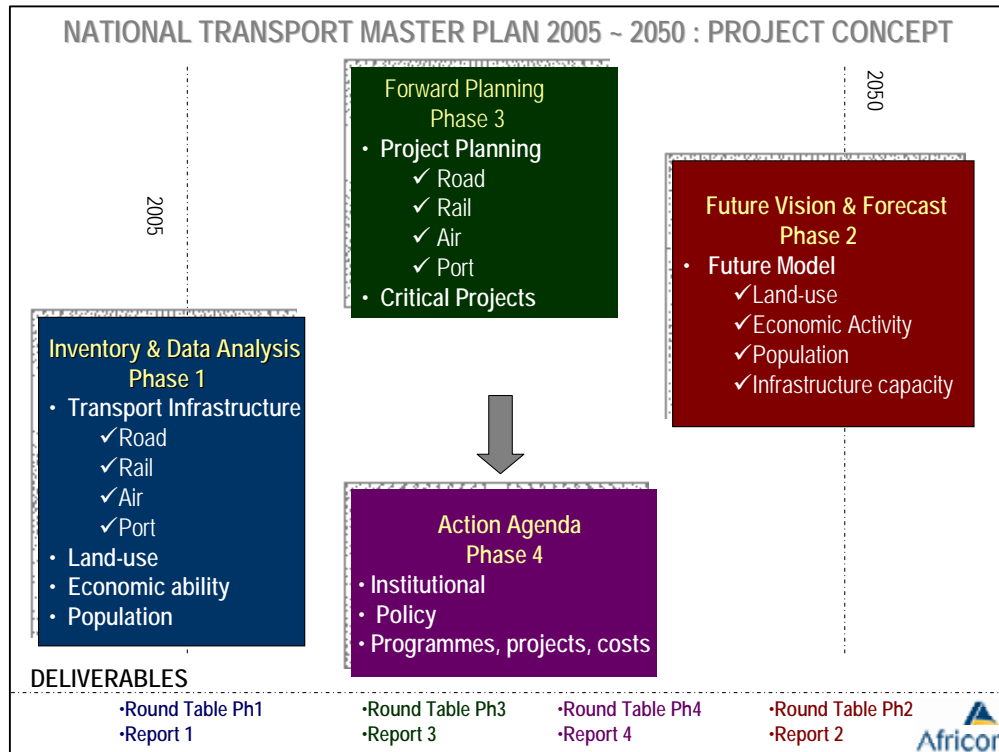 NATIONAL TRANSPORT MASTER PLAN 2005 ~ 2050 : PROJECT CONCEPT
2005
Inventory & Data Analysis
Phase 1
• Transport Infrastructure
✓Road
✓Rail
✓Air
✓Port
• Land-use
• Economic ability
• Population
Forward Planning
Phase 3
• Project Planning
✓ Road
✓ Rail
✓ Air
✓ Port
• Critical Projects
Action Agenda
Phase 4
• Institutional
• Policy
• Programmes, projects, costs
2050
Future Vision & Forecast
Phase 2
• Future Model
✓Land-use
✓Economic Activity
✓Population
✓Infrastructure capacity
DELIVERABLES
•Round Table Ph1
•Report 1
•Round Table Ph3
•Report 3
•Round Table Ph4
•Report 4
•Round Table Ph2
•Report 2
Africon